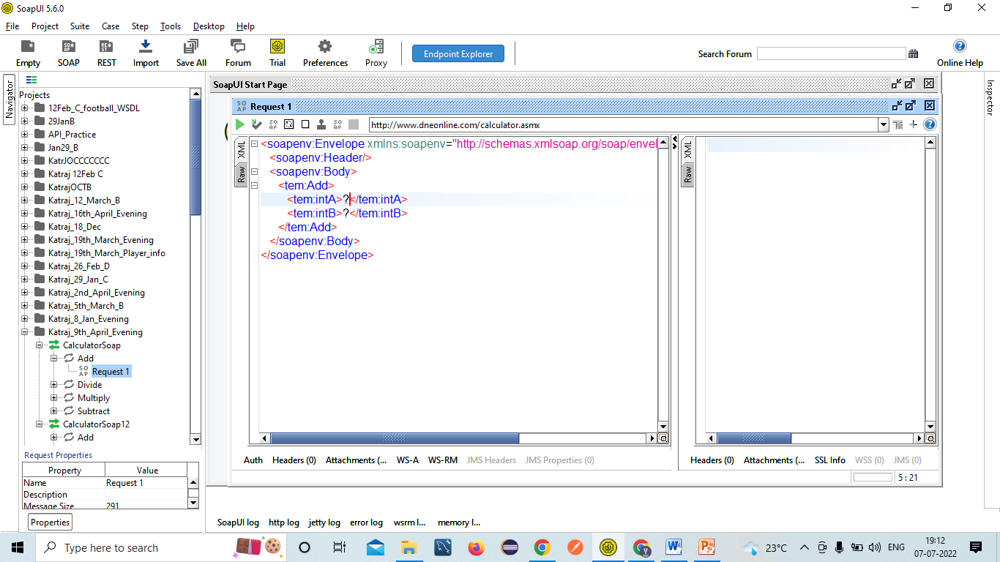 SoapUI 5.6.0
File Project Suite Case Step Tools Desktop Help
Empty SOAP REST Import Save All Forum Trial Preferences Proxy Endpoint Explorer Search Forum Online Help
Navigator
Projects
12Feb_C_football_WSDL
29JanB
API_Practice
Jan29_B
KatrJOCCCCCCC
Katraj 12Feb C
KatrajOCTB
Katraj_12_March_B
Katraj_16th_April_Evening
Katraj_18_Dec
Katraj_19th_March_Evening
Katraj_19th_March_Player_info
Katraj_26_Feb_D
Katraj_29_Jan_C
Katraj_2nd_April_Evening
Katraj_5th_March_B
Katraj_8_Jan_Evening
Katraj_9th_April_Evening
CalculatorSoap
Add
Request 1
Divide
Multiply
Subtract
CalculatorSoap12
Add
Request Properties
Property Value
Name Request 1
Description
Message Size 291
Properties
SoapUI Start Page
Request 1
http://www.dneonline.com/calculator.asmx
XML
Raw
<soapenv:Envelope xmlns:soapenv="http://schemas.xmlsoap.org/soap/envel
<soapenv:Header/>
<soapenv:Body>
<tem:Add>
<tem:intA>?</tem:intA>
<tem:intB>?</tem:intB>
</tem:Add>
</soapenv:Body>
</soapenv:Envelope>
XML
Raw
Auth Headers (0) Attachments (... WS-A WS-RM JMS Headers JMS Properties (0)
Headers (0) Attachments (... SSL Info WSS (0) JMS (0)
5 : 21
Inspector
SoapUI log http log jetty log error log wsrm l... memory l...
Type here to search
23°C ENG 19:12
07-07-2022